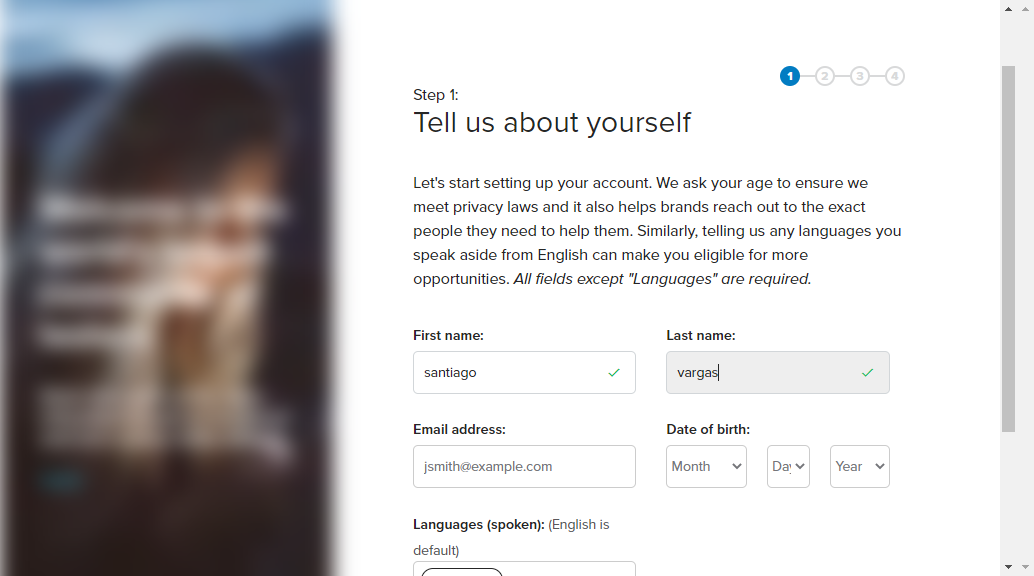 1 2 3 4
Step 1:
Tell us about yourself
Let's start setting up your account. We ask your age to ensure we
meet privacy laws and it also helps brands reach out to the exact
people they need to help them. Similarly, telling us any languages you
speak aside from English can make you eligible for more
opportunities. All fields except "Languages" are required.
First name: Last name:
santiago vargas
Email address: Date of birth:
jsmith@example.com Month Day Year
Languages (spoken): (English is
default)